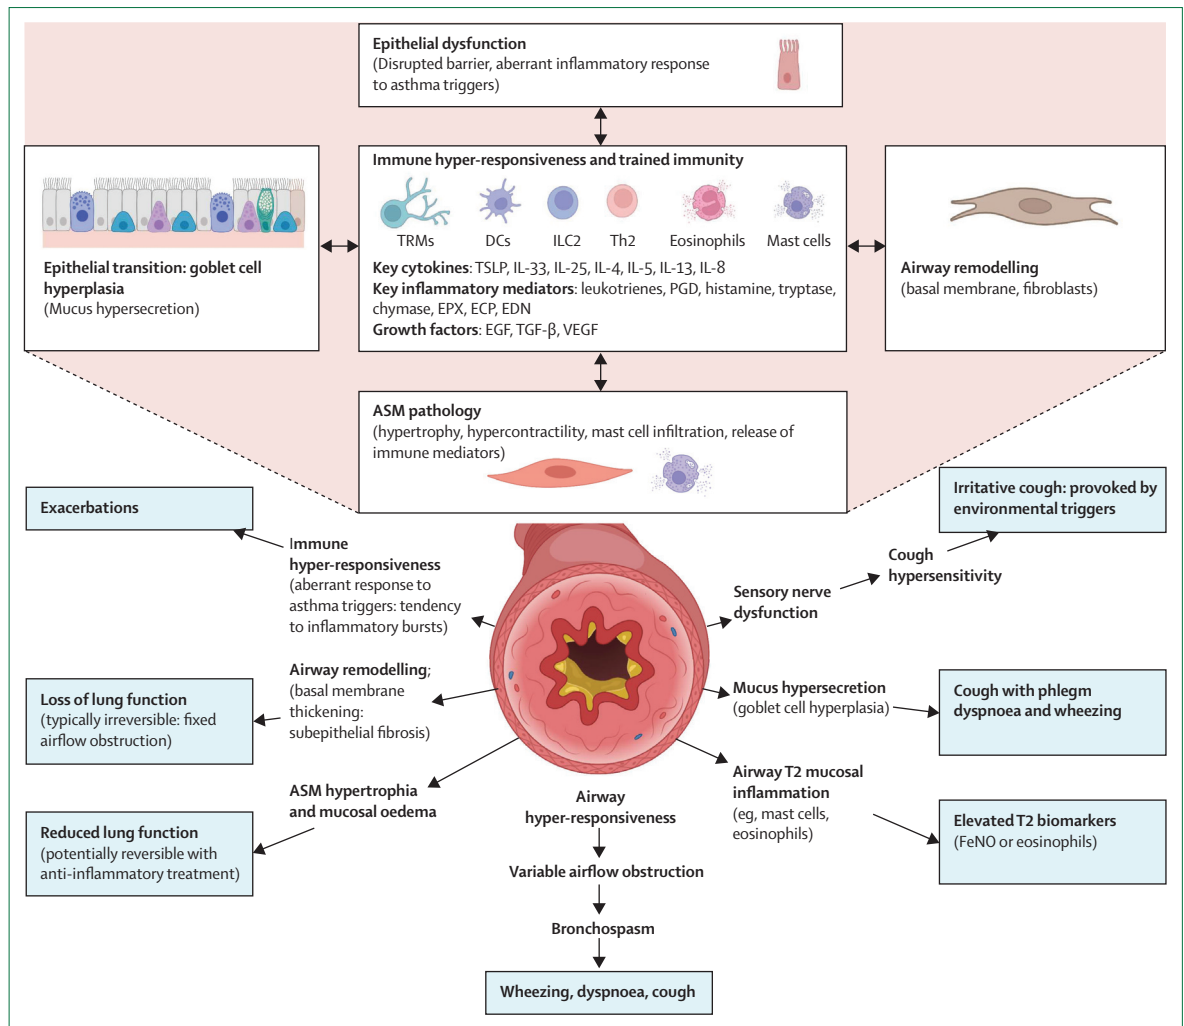 Epithelial dysfunction
(Disrupted barrier, aberrant inflammatory response
to asthma triggers)
Epithelial transition: goblet cell
hyperplasia
(Mucus hypersecretion)
Immune hyper-responsiveness and trained immunity
TRMs
DCs
ILC2
Th2
Eosinophils
Mast cells
Key cytokines: TSLP, IL-33, IL-25, IL-4, IL-5, IL-13, IL-8
Key inflammatory mediators: leukotrienes, PGD, histamine, tryptase,
chymase, EPX, ECP, EDN
Growth factors: EGF, TGF-β, VEGF
Airway remodelling
(basal membrane, fibroblasts)
ASM pathology
(hypertrophy, hypercontractility, mast cell infiltration, release of
immune mediators)
Exacerbations
Immune
hyper-responsiveness
(aberrant response to
asthma triggers: tendency
to inflammatory bursts)
Airway remodelling;
(basal membrane
thickening:
subepithelial fibrosis)
Loss of lung function
(typically irreversible: fixed
airflow obstruction)
ASM hypertrophia
and mucosal oedema
Reduced lung function
(potentially reversible with
anti-inflammatory treatment)
Airway
hyper-responsiveness
Variable airflow obstruction
Bronchospasm
Wheezing, dyspnoea, cough
Irritative cough: provoked by
environmental triggers
Cough
hypersensitivity
Sensory nerve
dysfunction
Mucus hypersecretion
(goblet cell hyperplasia)
Cough with phlegm
dyspnoea and wheezing
Airway T2 mucosal
inflammation
(eg, mast cells,
eosinophils)
Elevated T2 biomarkers
(FeNO or eosinophils)